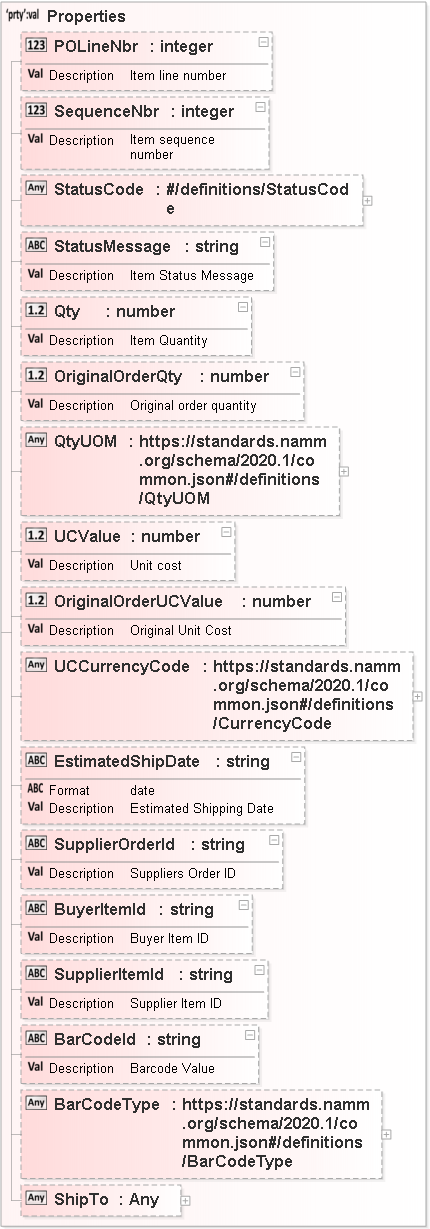 'prty':val Properties
123 POLineNbr : integer
Val Description Item line number
123 SequenceNbr : integer
Val Description Item sequence
number
Any StatusCode : #/definitions/StatusCod
e
ABC StatusMessage : string
Val Description Item Status Message
1.2 Qty : number
Val Description Item Quantity
1.2 OriginalOrderQty : number
Val Description Original order quantity
Any QtyUOM : https://standards.namm
.org/schema/2020.1/co
mmon.json#/definitions
/QtyUOM
1.2 UCValue : number
Val Description Unit cost
1.2 OriginalOrderUCValue : number
Val Description Original Unit Cost
Any UCCurrencyCode : https://standards.namm
.org/schema/2020.1/co
mmon.json#/definitions
/CurrencyCode
ABC EstimatedShipDate : string
ABC Format date
Val Description Estimated Shipping Date
ABC SupplierOrderId : string
Val Description Suppliers Order ID
ABC BuyerItemId : string
Val Description Buyer Item ID
ABC SupplierItemId : string
Val Description Supplier Item ID
ABC BarCodeId : string
Val Description Barcode Value
Any BarCodeType : https://standards.namm
.org/schema/2020.1/co
mmon.json#/definitions
/BarCodeType
Any ShipTo : Any